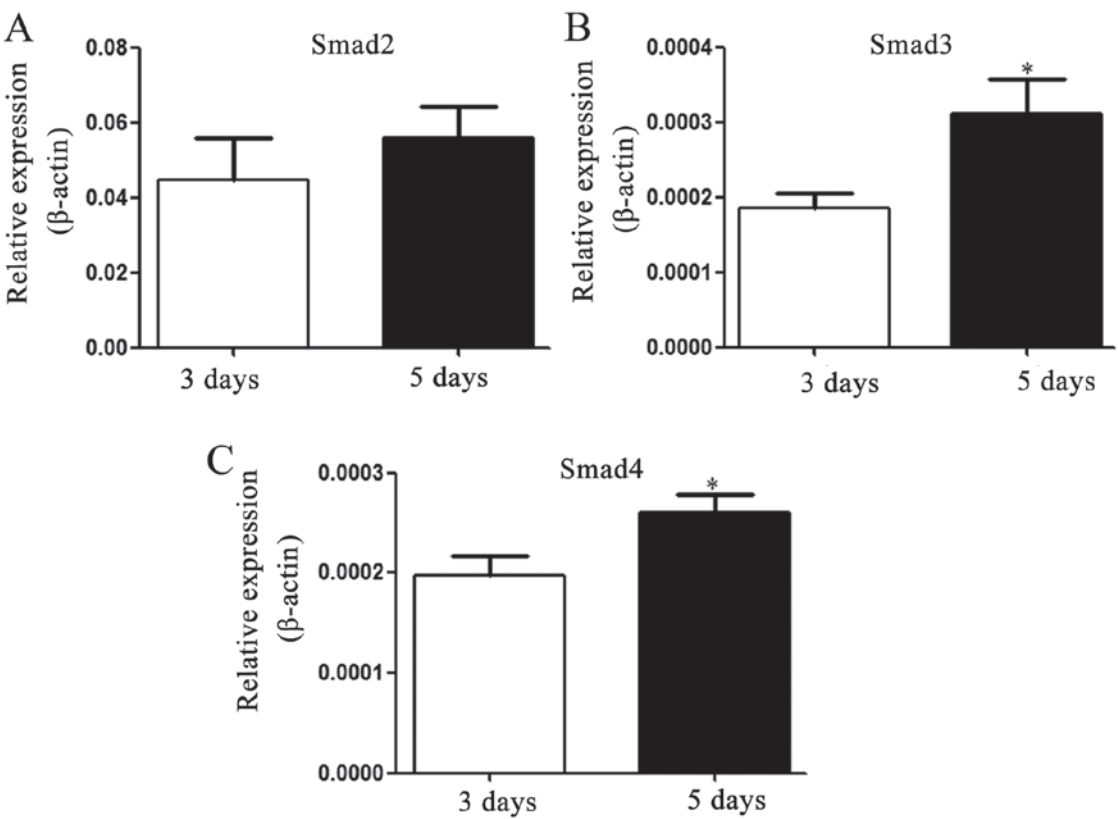 A
Smad2
Relative expression
(β-actin)
0.08
0.06
0.04
0.02
0.00
3 days
5 days
B
Smad3
Relative expression
(β-actin)
0.0004
0.0003
0.0002
0.0001
0.0000
*
3 days
5 days
C
Smad4
Relative expression
(β-actin)
0.0003
0.0002
0.0001
0.0000
*
3 days
5 days